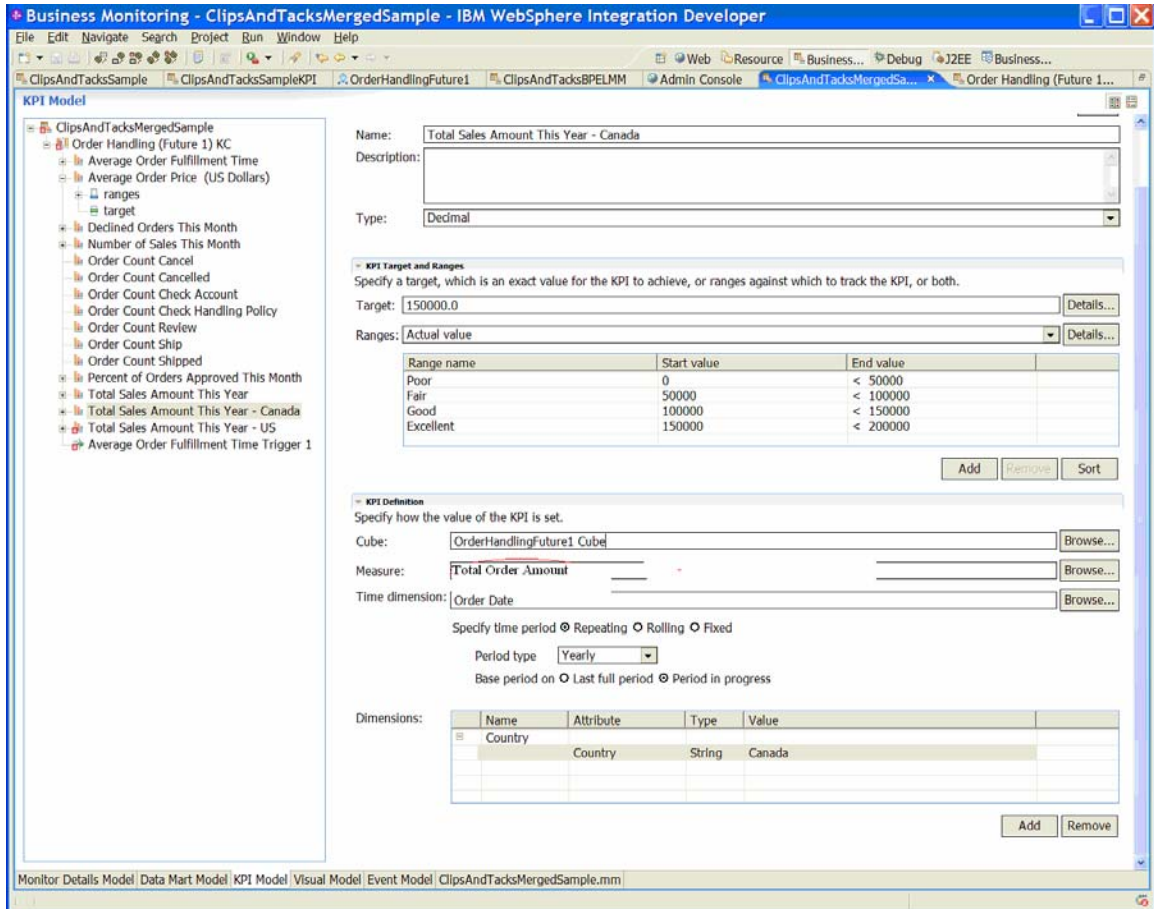 Business Monitoring - ClipsAndTacksMergedSample - IBM WebSphere Integration Developer
File Edit Navigate Search Project Run Window Help
Web Resource Business... Debug J2EE Business...
ClipsAndTacksSample ClipsAndTacksSampleKPI OrderHandlingFuture1 ClipsAndTacksBPELMM Admin Console ClipsAndTacksMergedSa... Order Handling (Future 1...
KPI Model
ClipsAndTacksMergedSample
Order Handling (Future 1) KC
Average Order Fulfillment Time
Average Order Price (US Dollars)
ranges
target
Declined Orders This Month
Number of Sales This Month
Order Count Cancel
Order Count Cancelled
Order Count Check Account
Order Count Check Handling Policy
Order Count Review
Order Count Ship
Order Count Shipped
Percent of Orders Approved This Month
Total Sales Amount This Year
Total Sales Amount This Year - Canada
Total Sales Amount This Year - US
Average Order Fulfillment Time Trigger 1
Name: Total Sales Amount This Year - Canada
Description:
Type: Decimal
KPI Target and Ranges
Specify a target, which is an exact value for the KPI to achieve, or ranges against which to track the KPI, or both.
Target: 150000.0 Details...
Ranges: Actual value Details...
Range name Start value End value
Poor 0 < 50000
Fair 50000 < 100000
Good 100000 < 150000
Excellent 150000 < 200000
Add Remove Sort
KPI Definition
Specify how the value of the KPI is set.
Cube: OrderHandlingFuture1 Cube Browse...
Measure: Total Order Amount Browse...
Time dimension: Order Date Browse...
Specify time period Repeating Rolling Fixed
Period type Yearly
Base period on Last full period Period in progress
Dimensions: Name Attribute Type Value
Country
Country String Canada
Add Remove
Monitor Details Model Data Mart Model KPI Model Visual Model Event Model ClipsAndTacksMergedSample.mm